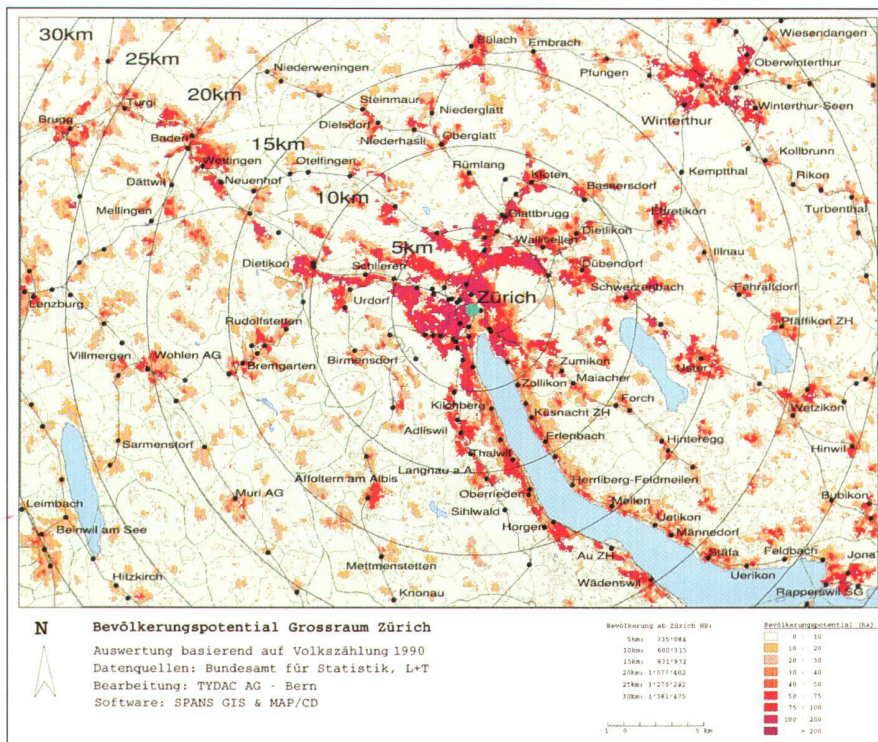 30km
25km
20km
15km
10km
5km
Bülach
Embrach
Wiesendangen
Oberwinterthur
Pfungen
Niederweningen
Turgi
Steinmaur
Niederglatt
Winterthur-Seen
Brugg
Dielsdorf
Winterthur
Baden
Niederhasli
Oberglatt
Kollbrunn
Wettingen
Otelfingen
Rümlang
Kloten
Kemptthal
Rikon
Dättwil
Neuenhof
Bassersdorf
Turbenthal
Mellingen
Glattbrugg
Effretikon
Wallisellen
Dietlikon
Illnau
Dietikon
Schlieren
Dübendorf
Lenzburg
Urdorf
Zürich
Schwerzenbach
Fehraltdorf
Rudolfstetten
Pfäffikon ZH
Villmergen
Wohlen AG
Birmensdorf
Zumikon
Uster
Bremgarten
Zollikon
Maiacher
Kilchberg
Küsnacht ZH
Forch
Wetzikon
Adliswil
Erlenbach
Hinteregg
Hinwil
Sarmenstorf
Thalwil
Langnau a.A.
Affoltern am Albis
Herrliberg-Feldmeilen
Muri AG
Oberrieden
Meilen
Bubikon
Leimbach
Sihlwald
Uetikon
Beinwil am See
Horgen
Männedorf
Au ZH
Stäfa
Feldbach
Jona
Mettmenstetten
Uerikon
Hitzkirch
Wädenswil
Knonau
Rapperswil SG
N
Bevölkerungspotential Grossraum Zürich
Auswertung basierend auf Volkszählung 1990
Datenquellen: Bundesamt für Statistik, L+T
Bearbeitung: TYDAC AG - Bern
Software: SPANS GIS & MAP/CD
Bevölkerung ab Zürich HB:
5km: 335'084
10km: 600'315
15km: 831'932
20km: 1'077'402
25km: 1'270'242
30km: 1'381'475
1 0 5 km
Bevölkerungspotential (ha)
0 - 10
10 - 20
20 - 30
30 - 40
40 - 50
50 - 75
75 - 100
100 - 200
> 200